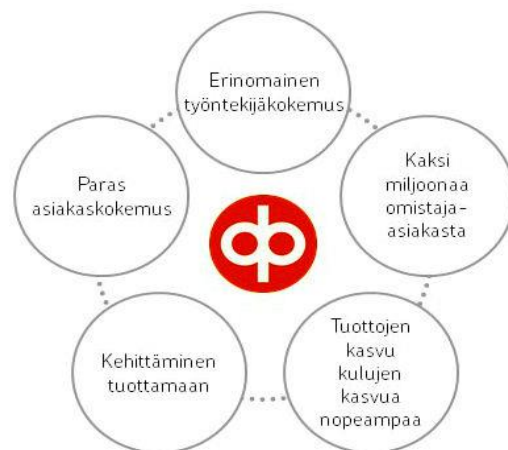 Erinomainen
työntekijäkokemus
Kaksi
miljoonaa
omistaja-
asiakasta
Tuottojen
kasvu
kulujen
kasvua
nopeampaa
Kehittäminen
tuottamaan
Paras
asiakaskokemus